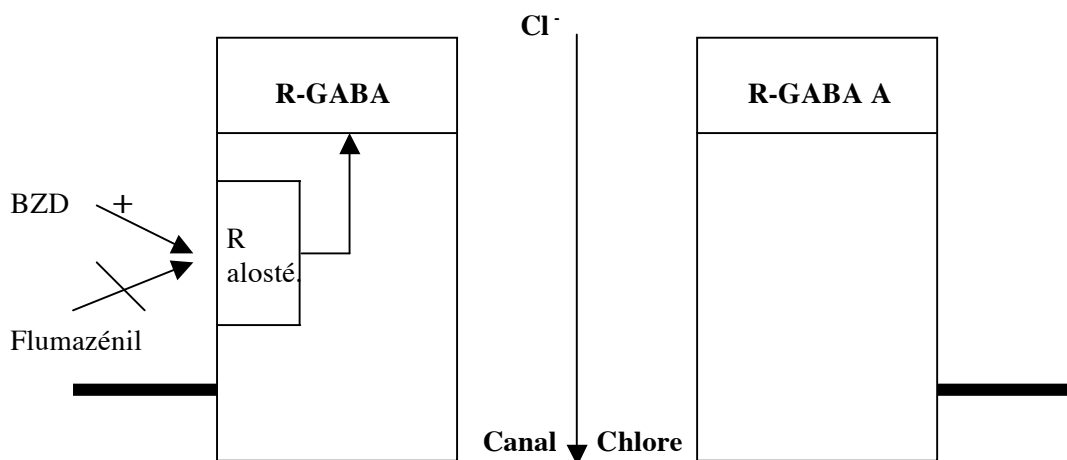 Cl -
R-GABA
R-GABA A
BZD
+
R
alosté.
Flumazénil
Canal
Chlore